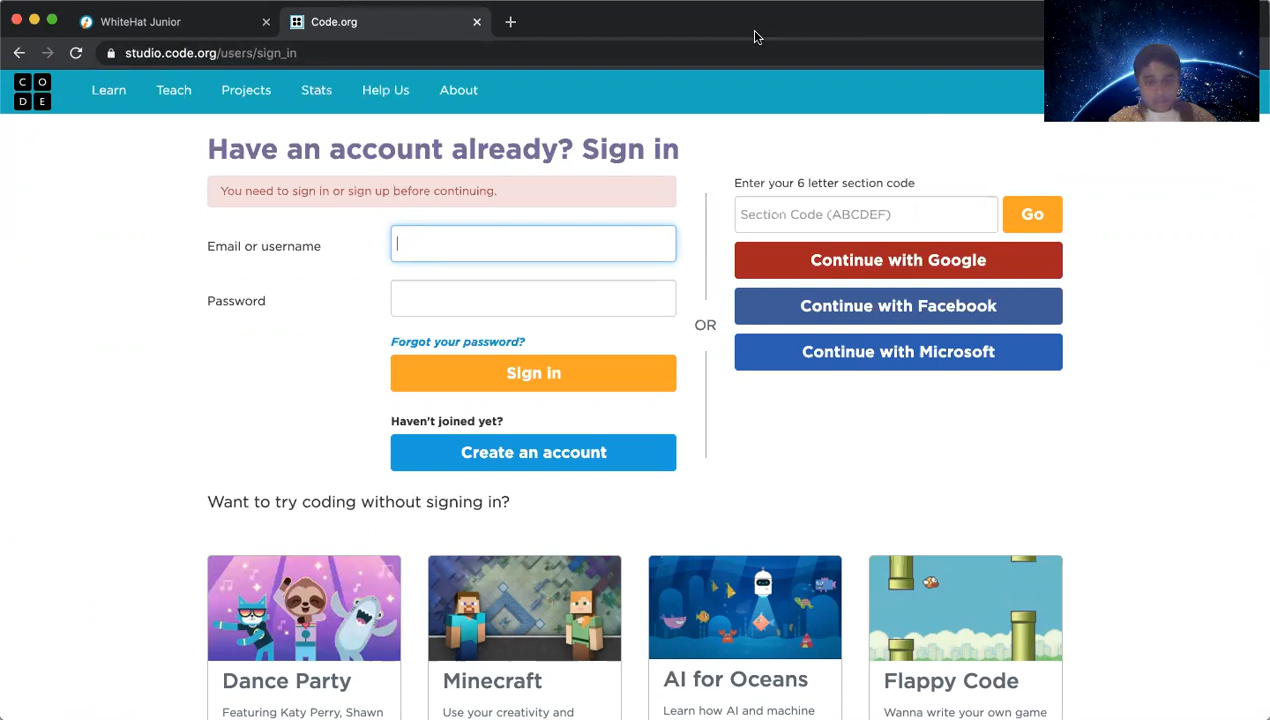 WhiteHat Junior
Code.org
studio.code.org/users/sign_in
C O
D E
Learn
Teach
Projects
Stats
Help Us
About
Have an account already? Sign in
You need to sign in or sign up before continuing.
Email or username
Password
Forgot your password?
Sign in
Haven't joined yet?
Create an account
OR
Enter your 6 letter section code
Section Code (ABCDEF)
Go
Continue with Google
Continue with Facebook
Continue with Microsoft
Want to try coding without signing in?
Dance Party
Featuring Katy Perry, Shawn
Minecraft
Use your creativity and
AI for Oceans
Learn how AI and machine
Flappy Code
Wanna write your own game